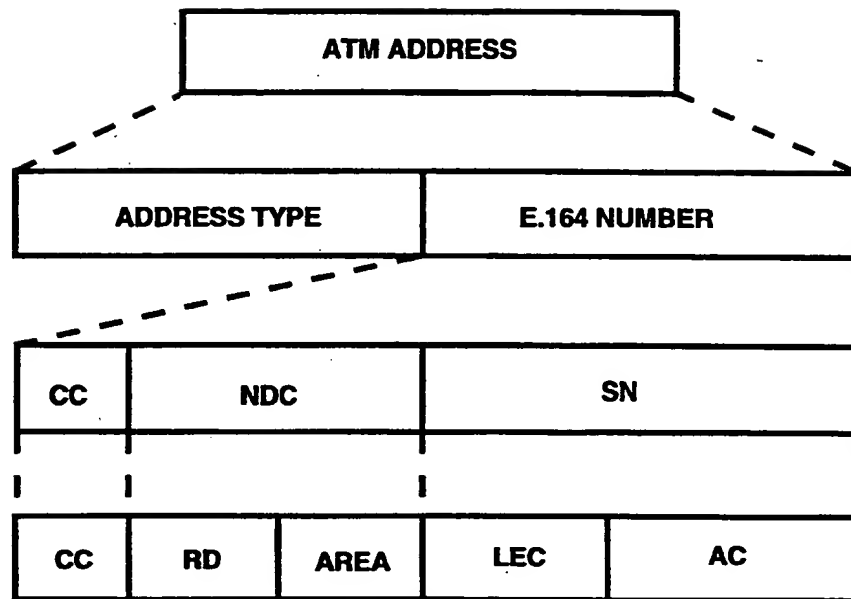 ATM ADDRESS
ADDRESS TYPE E.164 NUMBER
CC NDC SN
CC RD AREA LEC AC